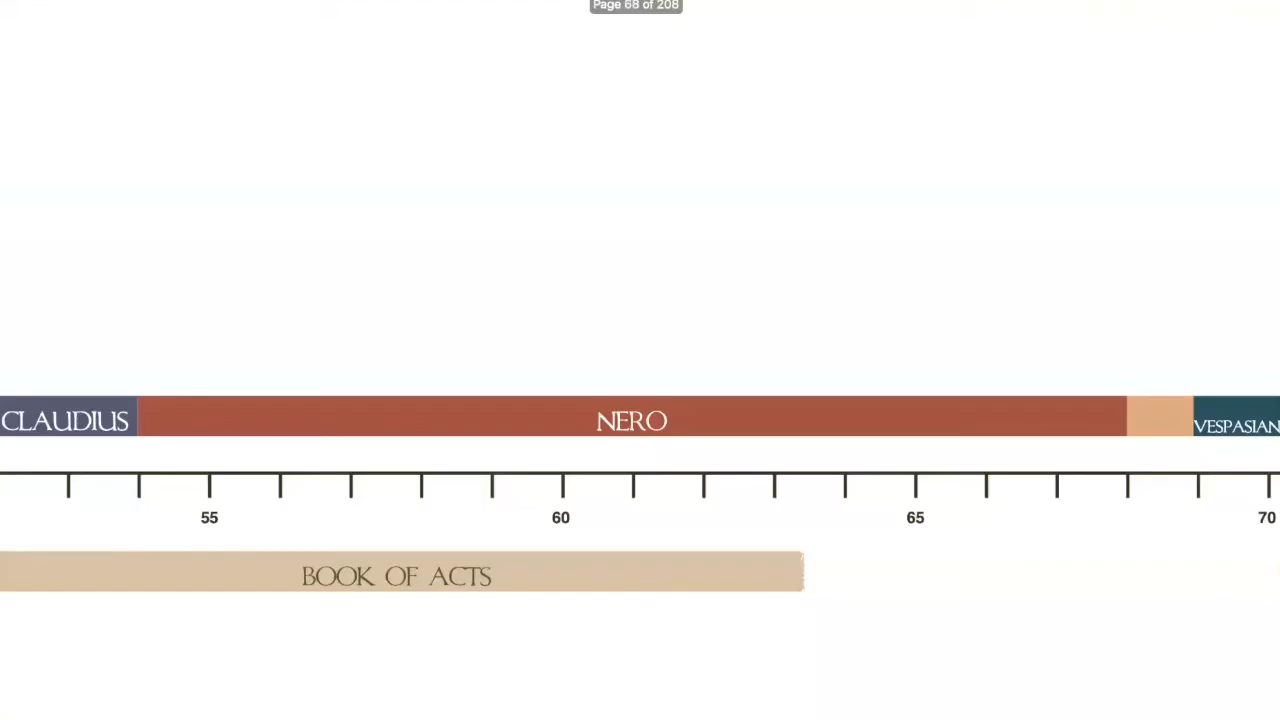 Page 68 of 208
CLAUDIUS
NERO
VESPASIAN
55
60
65
70
BOOK OF ACTS